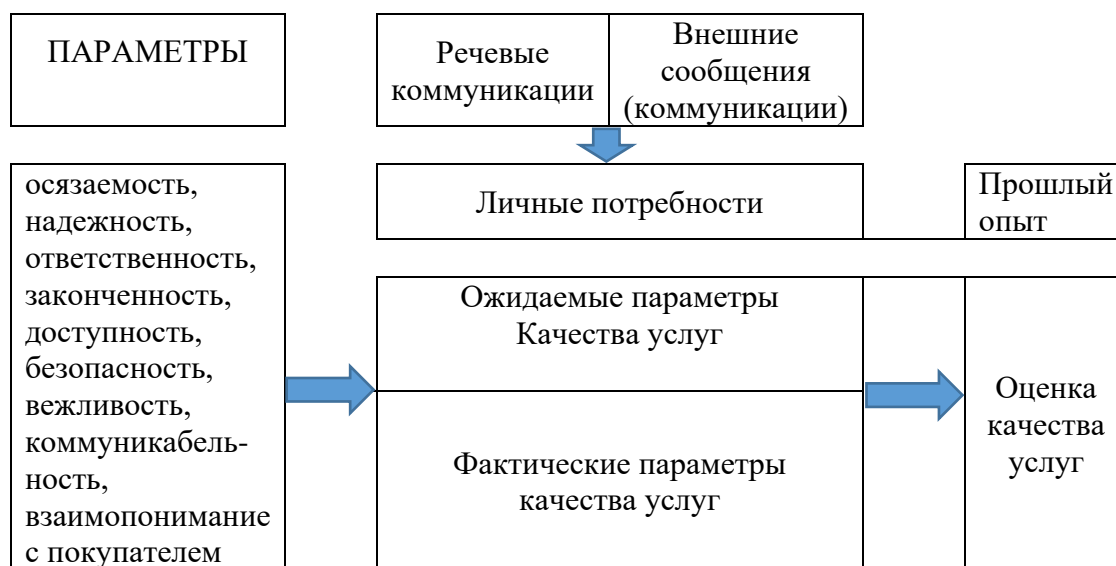 ПАРАМЕТРЫ
Речевые
коммуникации
Внешние
сообщения
(коммуникации)
осязаемость,
надежность,
ответственность,
законченность,
доступность,
безопасность,
вежливость,
коммуникабель-
ность,
взаимопонимание
с покупателем
Личные потребности
Прошлый
опыт
Ожидаемые параметры
Качества услуг
Фактические параметры
качества услуг
Оценка
качества
услуг